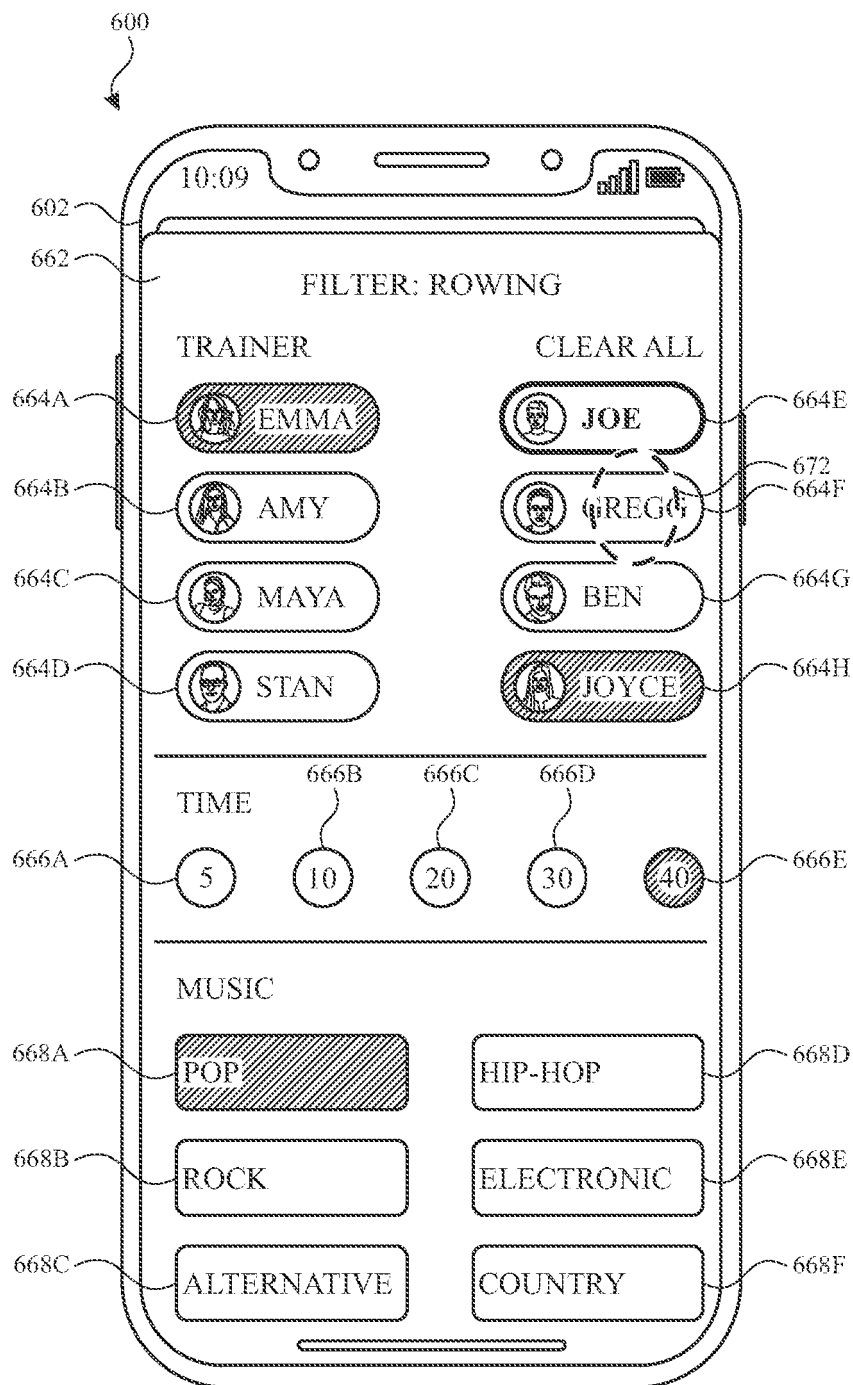 600
10:09
602
662
FILTER: ROWING
TRAINER CLEAR ALL
664A EMMA JOE 664E
672
664B AMY GREGG 664F
664C MAYA BEN 664G
664D STAN JOYCE 664H
666B 666C 666D
TIME
666A 5 10 20 30 40 666E
MUSIC
668A POP HIP-HOP 668D
668B ROCK ELECTRONIC 668E
668C ALTERNATIVE COUNTRY 668F